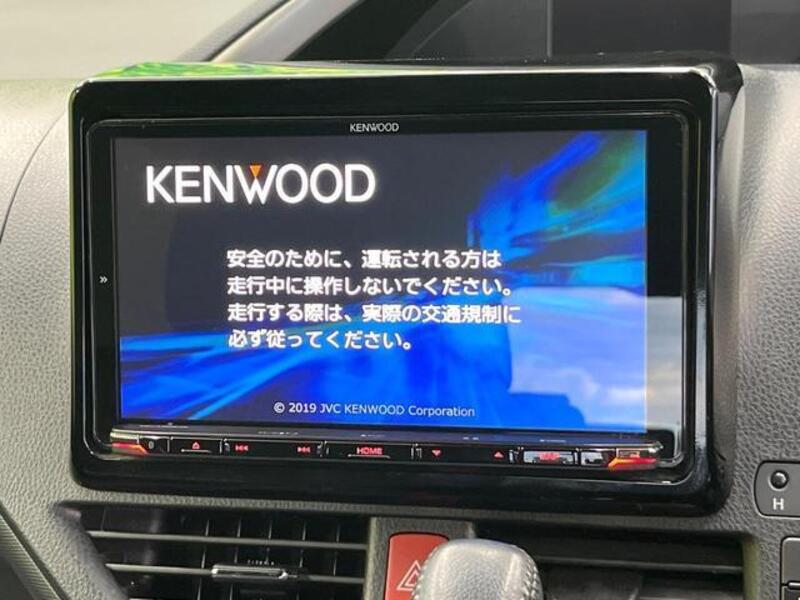 KENWOOD
KENWOOD
安全のために、運転される方は
走行中に操作しないでください。
走行する際は、実際の交通規制に
必ず従ってください。
© 2019 JVC KENWOOD Corporation
HOME
MAP
H